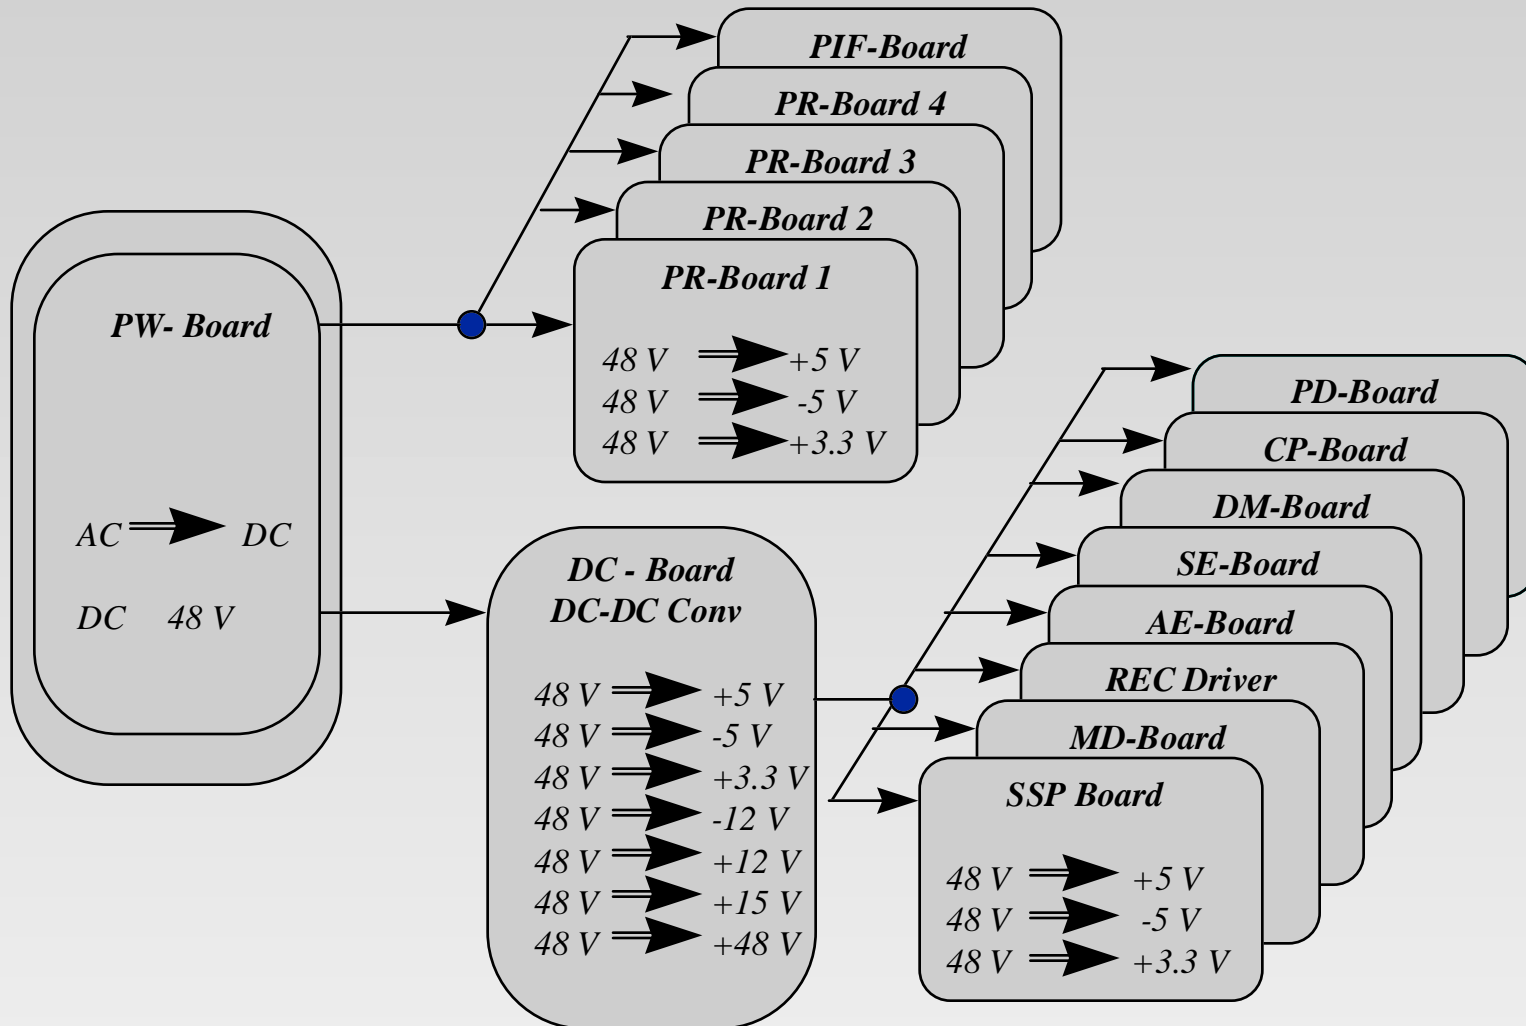 PIF-Board
PR-Board 4
PR-Board 3
PR-Board 2
PR-Board 1
48 V +5 V
48 V -5 V
48 V +3.3 V
PW- Board
AC DC
DC 48 V
DC - Board
DC-DC Conv
48 V +5 V
48 V -5 V
48 V +3.3 V
48 V -12 V
48 V +12 V
48 V +15 V
48 V +48 V
PD-Board
CP-Board
DM-Board
SE-Board
AE-Board
REC Driver
MD-Board
SSP Board
48 V +5 V
48 V -5 V
48 V +3.3 V